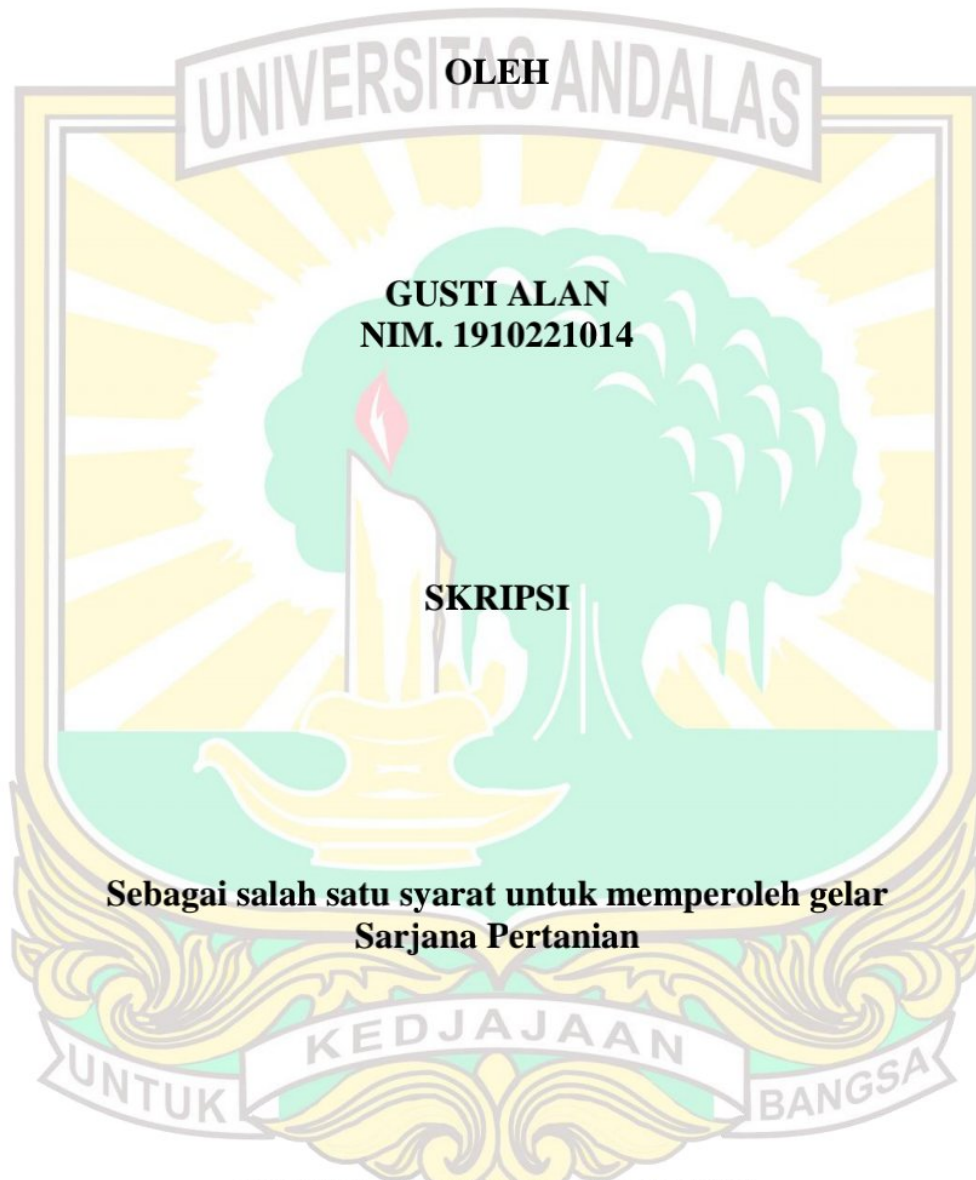 UNIVERSITAS ANDALAS
OLEH
GUSTI ALAN
NIM. 1910221014
SKRIPSI
Sebagai salah satu syarat untuk memperoleh gelar
Sarjana Pertanian
UNTUK KEDJAJAAN BANGSA